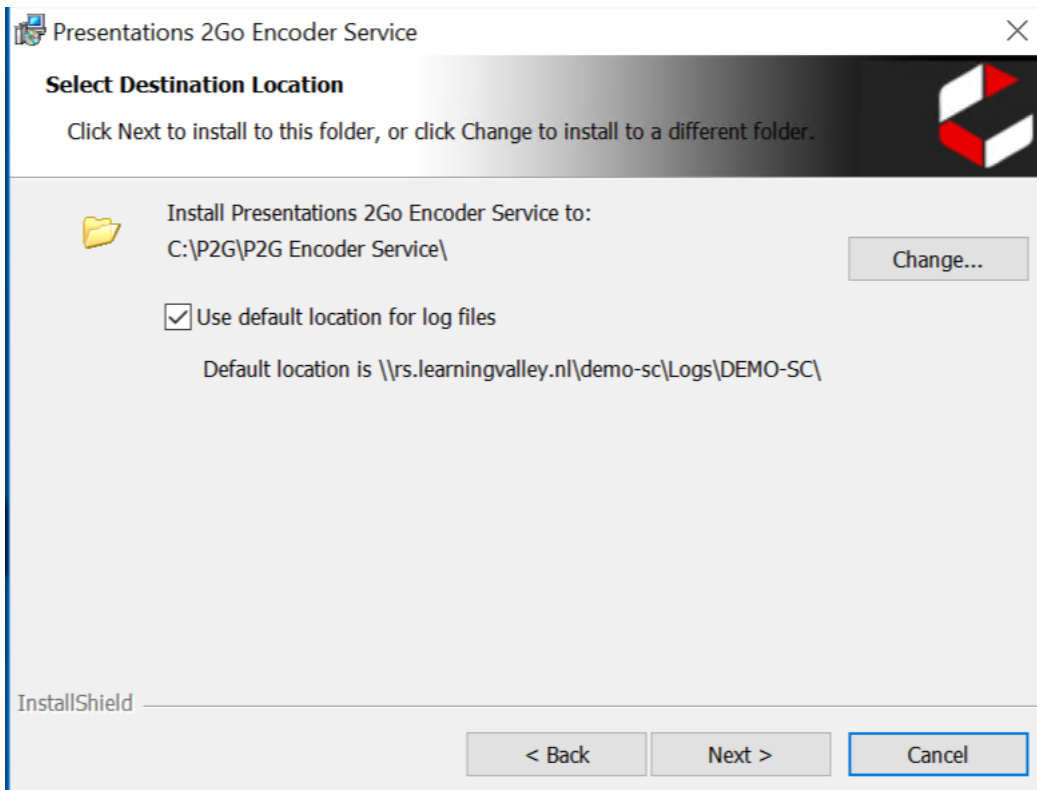 Presentations 2Go Encoder Service
Select Destination Location
Click Next to install to this folder, or click Change to install to a different folder.
Install Presentations 2Go Encoder Service to:
C:\P2G\P2G Encoder Service\
Change...
Use default location for log files
Default location is \\rs.learningvalley.nl\demo-sc\Logs\DEMO-SC\
InstallShield
< Back
Next >
Cancel